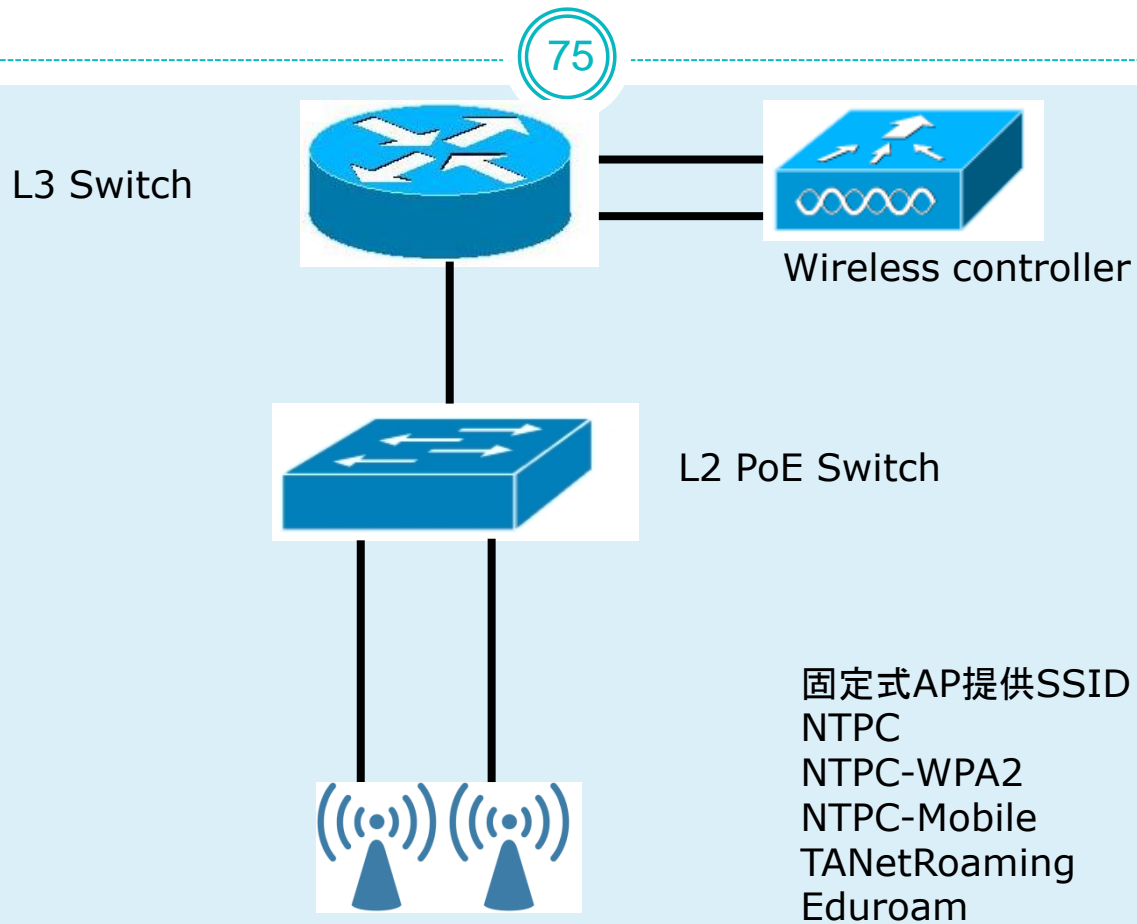 75
L3 Switch
Wireless controller
L2 PoE Switch
固定式AP提供SSID
NTPC
NTPC-WPA2
NTPC-Mobile
TANetRoaming
Eduroam